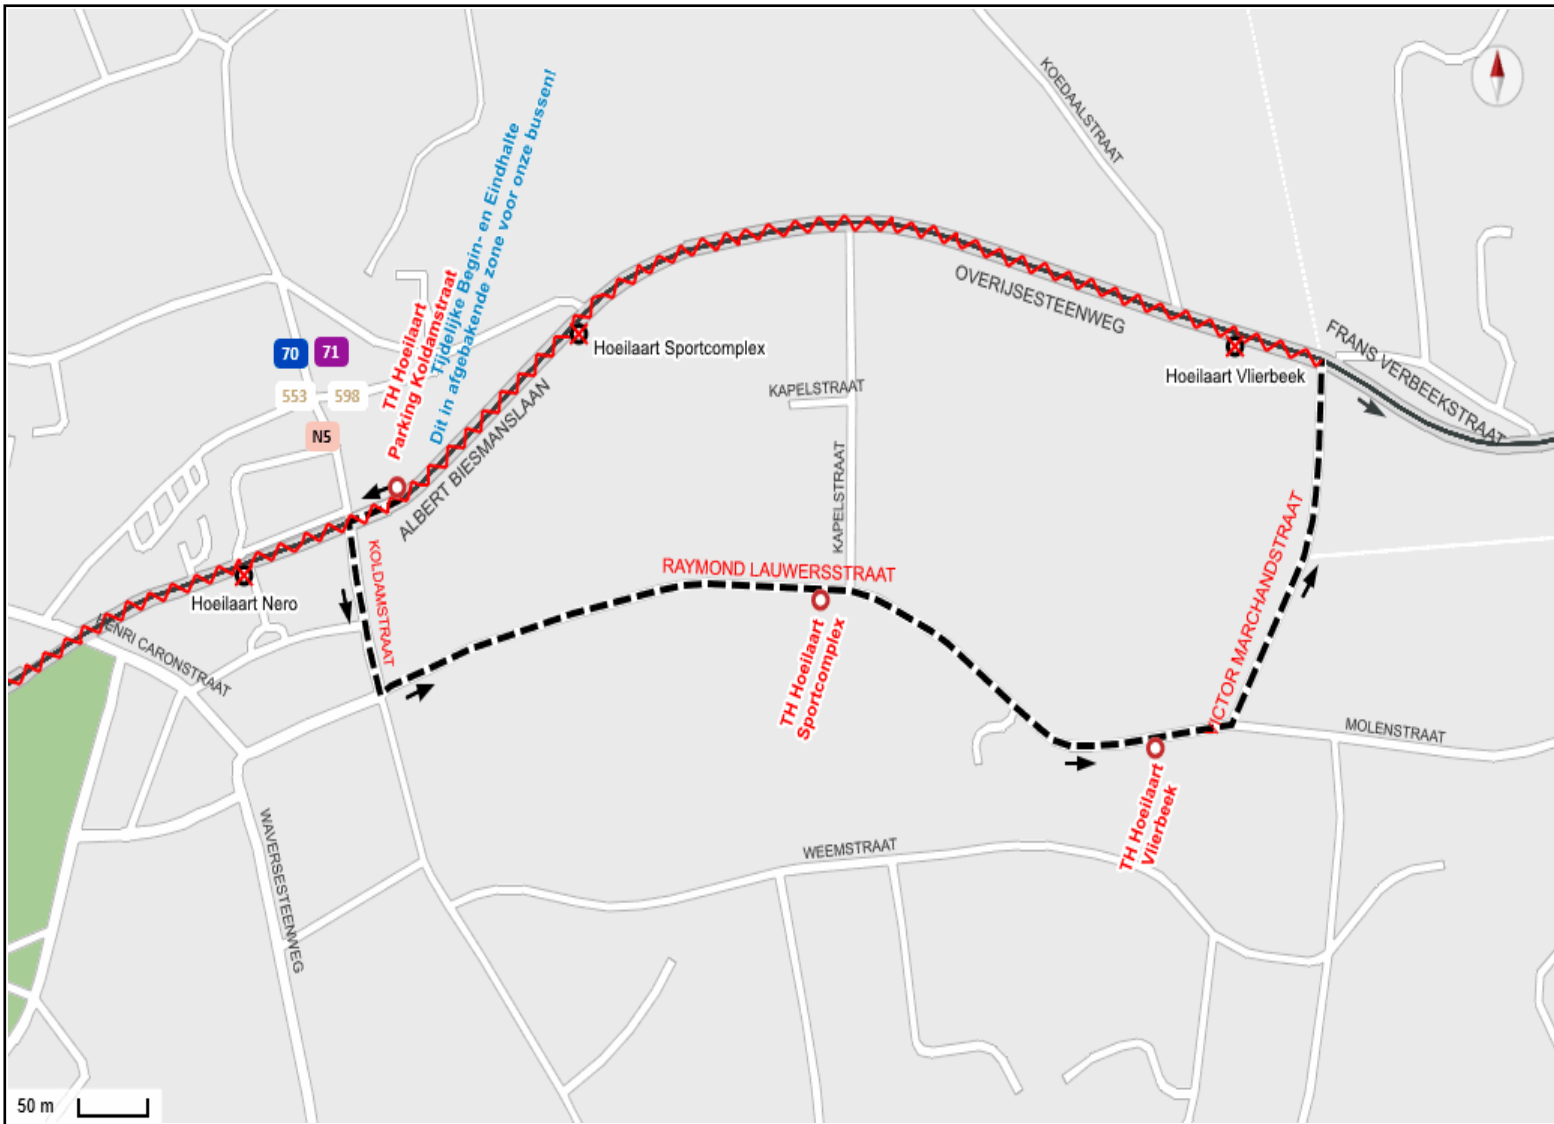 KOEDAALSTRAAT
Tijdelijke Begin- en Eindhalte
Dit in afgebakende zone voor onze bussen!
TH Hoeilaart
Parking Koldamstraat
OVERIJSESTEENWEG
FRANS VERBEEKSTRAAT
70
71
Hoeilaart Sportcomplex
Hoeilaart Vlierbeek
553
598
KAPELSTRAAT
N5
ALBERT BIESMANSLAAN
KAPELSTRAAT
VICTOR MARCHANDSTRAAT
KOLDAMSTRAAT
RAYMOND LAUWERSSTRAAT
Hoeilaart Nero
HENRI CARONSTRAAT
TH Hoeilaart
Sportcomplex
MOLENSTRAAT
TH Hoeilaart
Vlierbeek
WAVERSESTEENWEG
WEEMSTRAAT
50 m